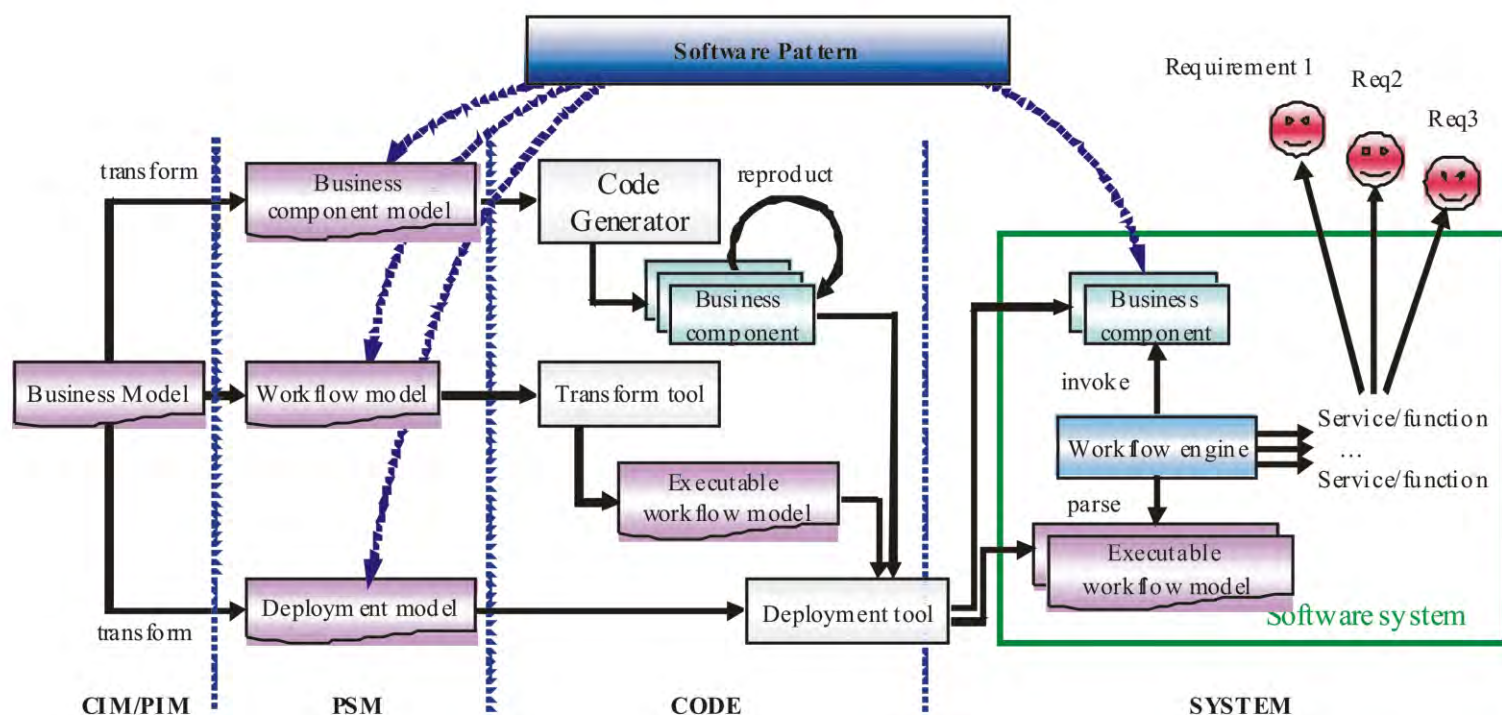 Software Pattern
Requirement 1
Req2
Req3
transform
Business
component model
Code
Generator
reproduct
Business
component
Business
component
Business Model
Workflow model
Transform tool
invoke
Workflow engine
Service/function
...
Service/function
Executable
workflow model
parse
Executable
workflow model
transform
Deployment model
Deployment tool
Software system
CIM/PIM
PSM
CODE
SYSTEM